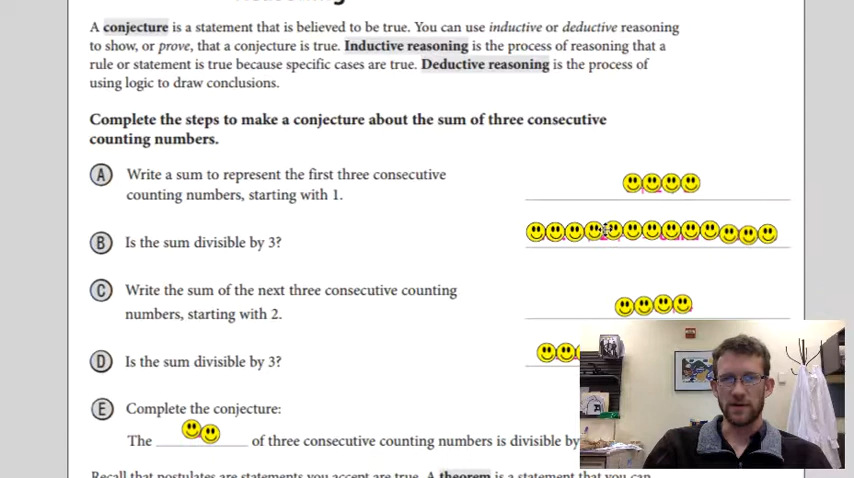 A conjecture is a statement that is believed to be true. You can use inductive or deductive reasoning
to show, or prove, that a conjecture is true. Inductive reasoning is the process of reasoning that a
rule or statement is true because specific cases are true. Deductive reasoning is the process of
using logic to draw conclusions.
Complete the steps to make a conjecture about the sum of three consecutive
counting numbers.
A Write a sum to represent the first three consecutive
counting numbers, starting with 1.
B Is the sum divisible by 3?
C Write the sum of the next three consecutive counting
numbers, starting with 2.
D Is the sum divisible by 3?
E Complete the conjecture:
The of three consecutive counting numbers is divisible by
Recall that postulates are statements you accept are true. A theorem is a statement that you can